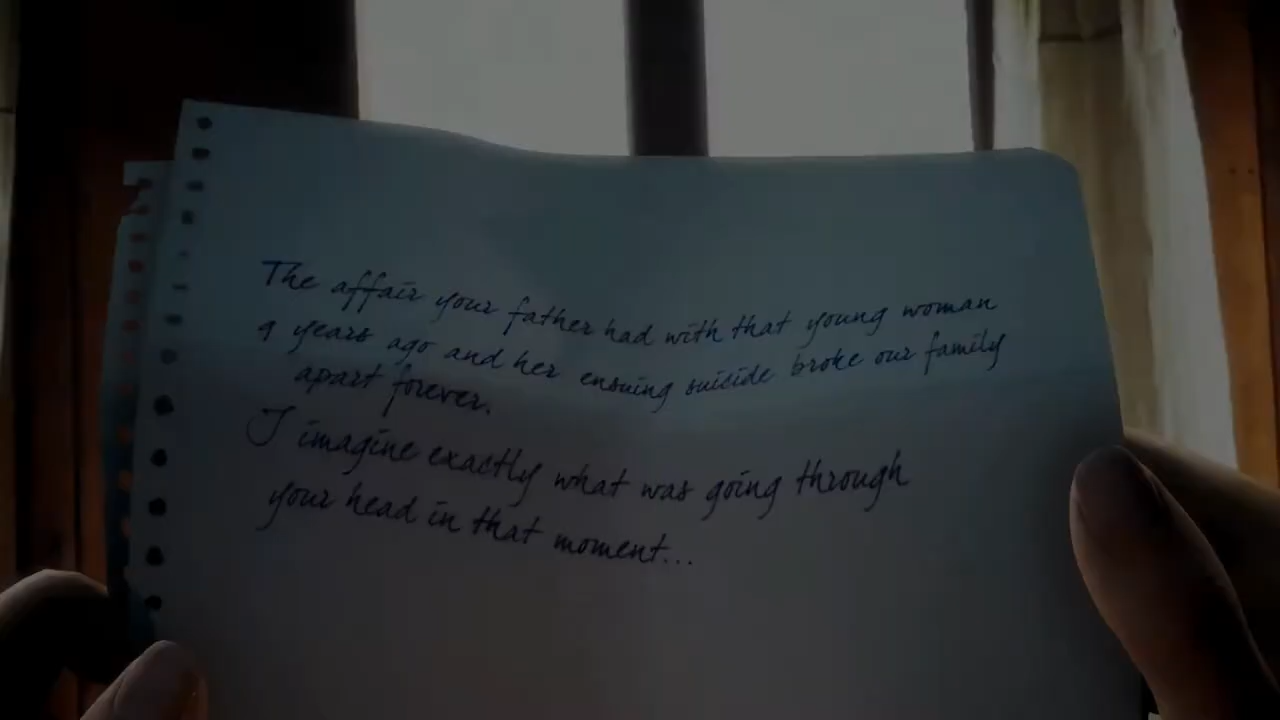 The affair your father had with that young woman
9 years ago and her ensuing suicide broke our family
apart forever.
I imagine exactly what was going through
your head in that moment...